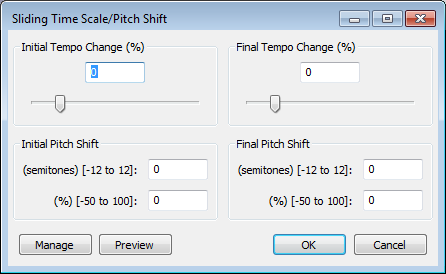 Sliding Time Scale/Pitch Shift
Initial Tempo Change (%)
0
Final Tempo Change (%)
0
Initial Pitch Shift
(semitones) [-12 to 12]: 0
(%) [-50 to 100]: 0
Final Pitch Shift
(semitones) [-12 to 12]: 0
(%) [-50 to 100]: 0
Manage Preview OK Cancel